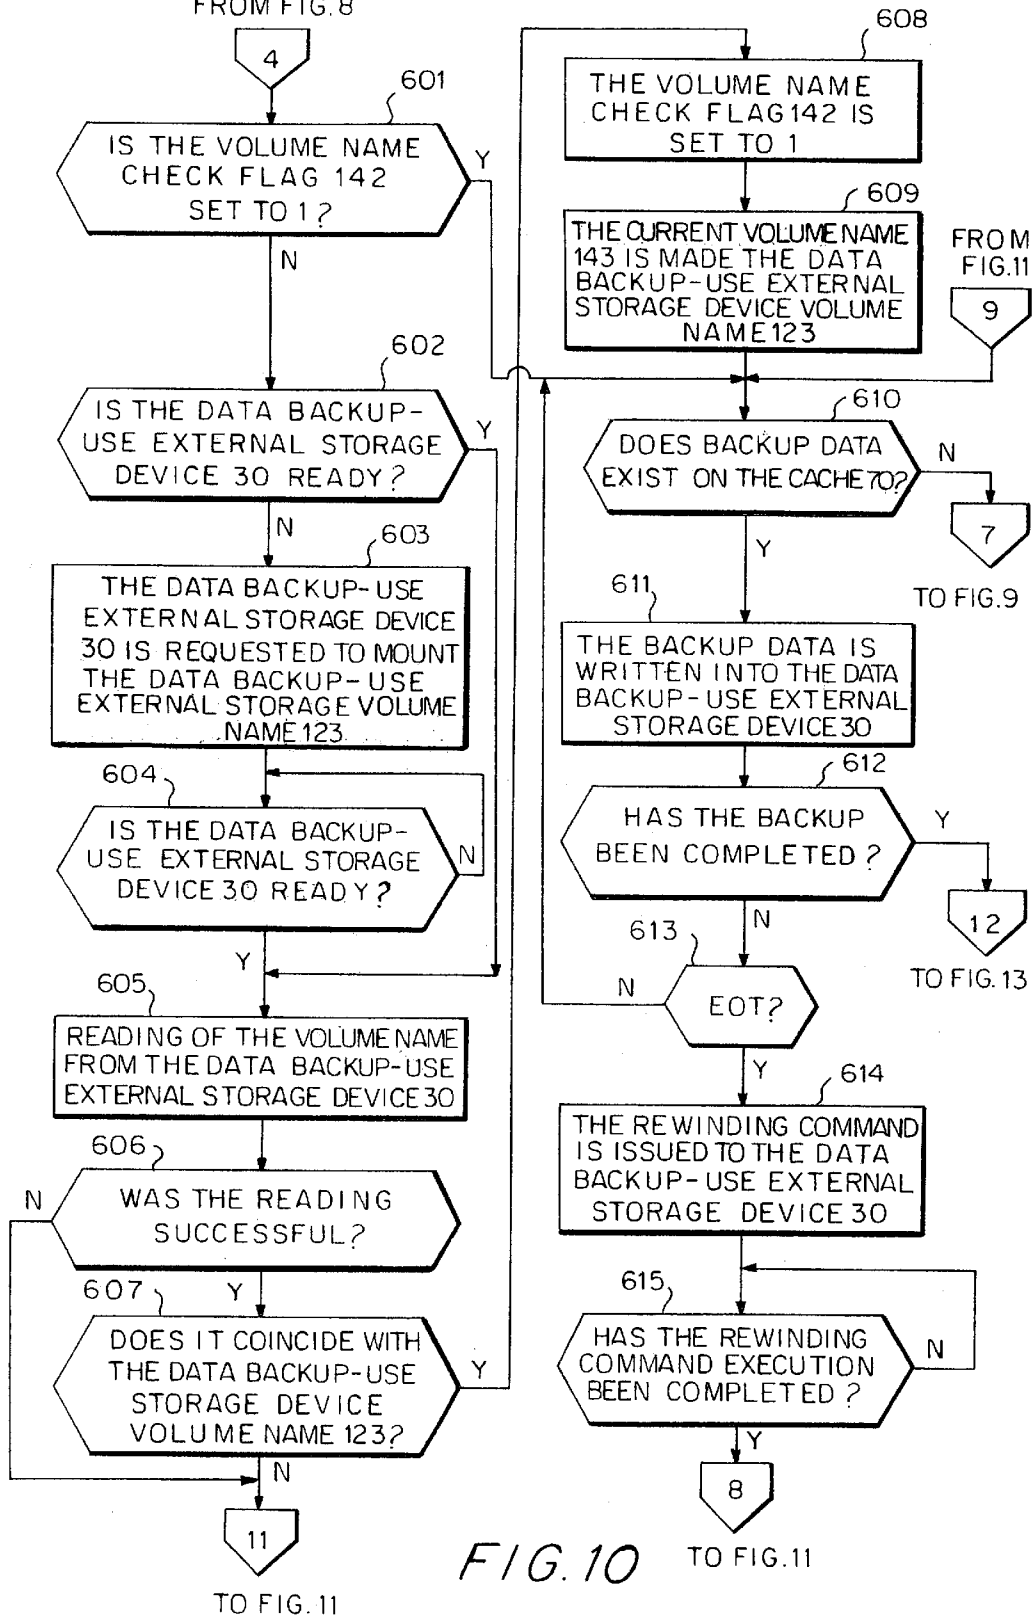 FROM FIG. 8
4
601
IS THE VOLUME NAME
CHECK FLAG 142
SET TO 1?
Y
N
602
IS THE DATA BACKUP-
USE EXTERNAL STORAGE
DEVICE 30 READY?
Y
N
603
THE DATA BACKUP-USE
EXTERNAL STORAGE DEVICE
30 IS REQUESTED TO MOUNT
THE DATA BACKUP-USE
EXTERNAL STORAGE VOLUME
NAME 123
604
IS THE DATA BACKUP-
USE EXTERNAL STORAGE
DEVICE 30 READY?
N
Y
605
READING OF THE VOLUME NAME
FROM THE DATA BACKUP-USE
EXTERNAL STORAGE DEVICE 30
606
N
WAS THE READING
SUCCESSFUL?
Y
607
DOES IT COINCIDE WITH
THE DATA BACKUP-USE
STORAGE DEVICE
VOLUME NAME 123?
Y
N
11
TO FIG. 11
608
THE VOLUME NAME
CHECK FLAG 142 IS
SET TO 1
609
THE CURRENT VOLUME NAME
143 IS MADE THE DATA
BACKUP-USE EXTERNAL
STORAGE DEVICE VOLUME
NAME 123
FROM
FIG. 11
9
610
DOES BACKUP DATA
EXIST ON THE CACHE 70?
N
7
TO FIG. 9
Y
611
THE BACKUP DATA IS
WRITTEN INTO THE DATA
BACKUP-USE EXTERNAL
STORAGE DEVICE 30
612
HAS THE BACKUP
BEEN COMPLETED?
Y
12
TO FIG. 13
N
613
N
EOT?
Y
614
THE REWINDING COMMAND
IS ISSUED TO THE DATA
BACKUP-USE EXTERNAL
STORAGE DEVICE 30
615
HAS THE REWINDING
COMMAND EXECUTION
BEEN COMPLETED?
N
Y
8
TO FIG. 11
FIG. 10